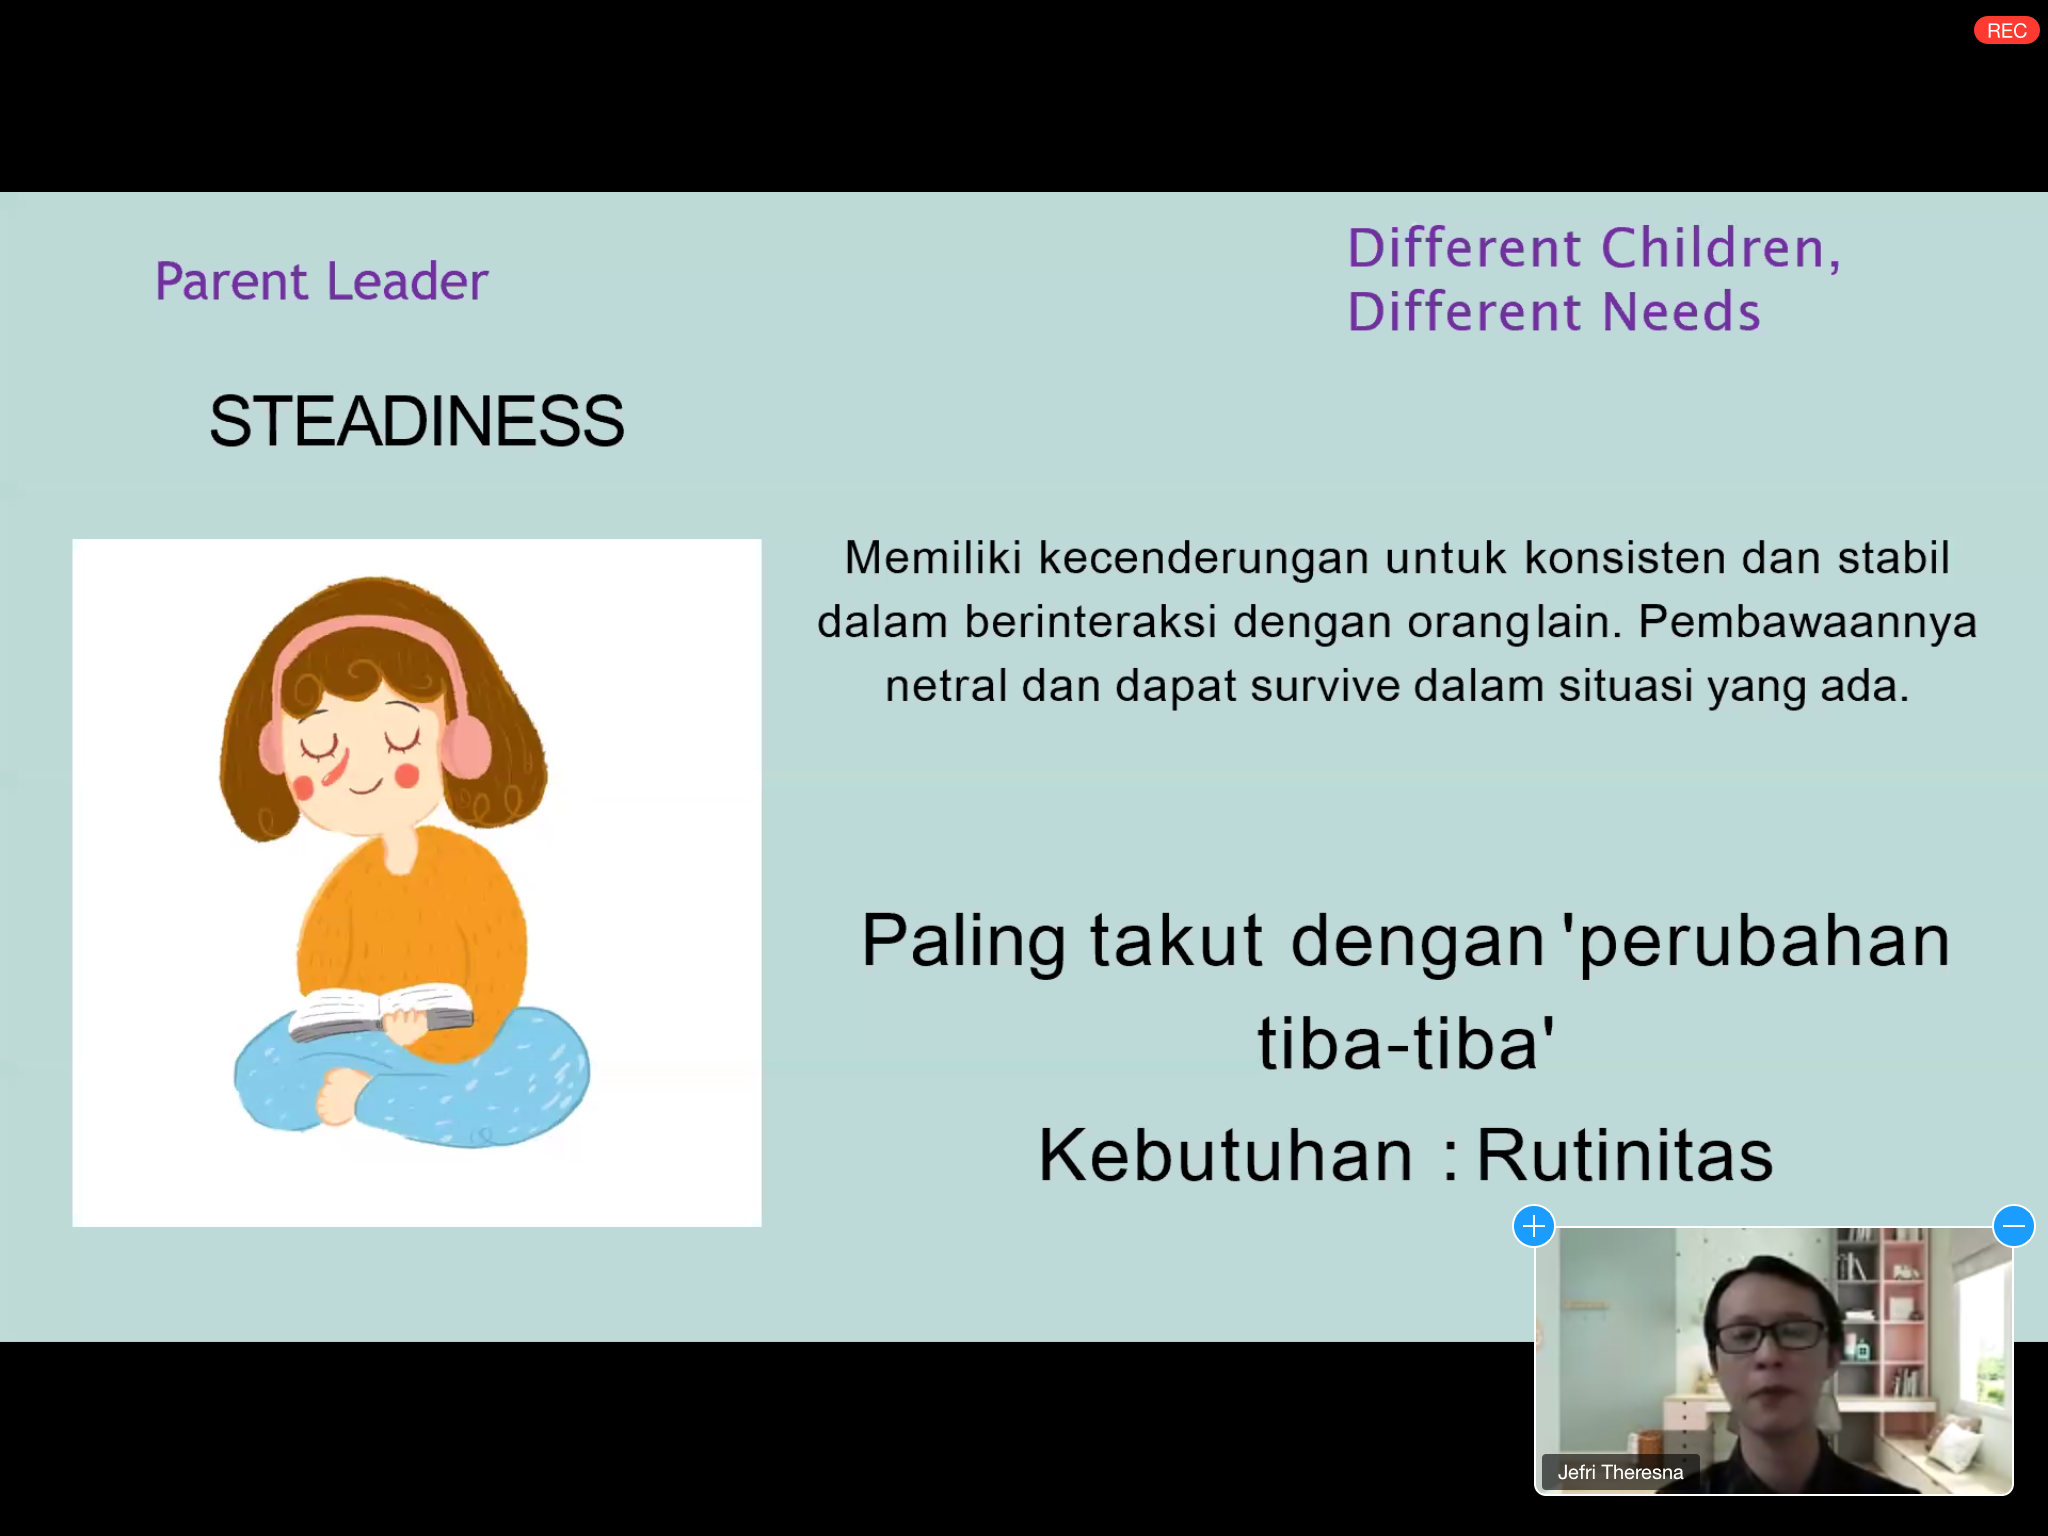 REC
Parent Leader
Different Children,
Different Needs
STEADINESS
Memiliki kecenderungan untuk konsisten dan stabil
dalam berinteraksi dengan orang lain. Pembawaannya
netral dan dapat survive dalam situasi yang ada.
Paling takut dengan 'perubahan
tiba-tiba'
Kebutuhan : Rutinitas
Jefri Theresna